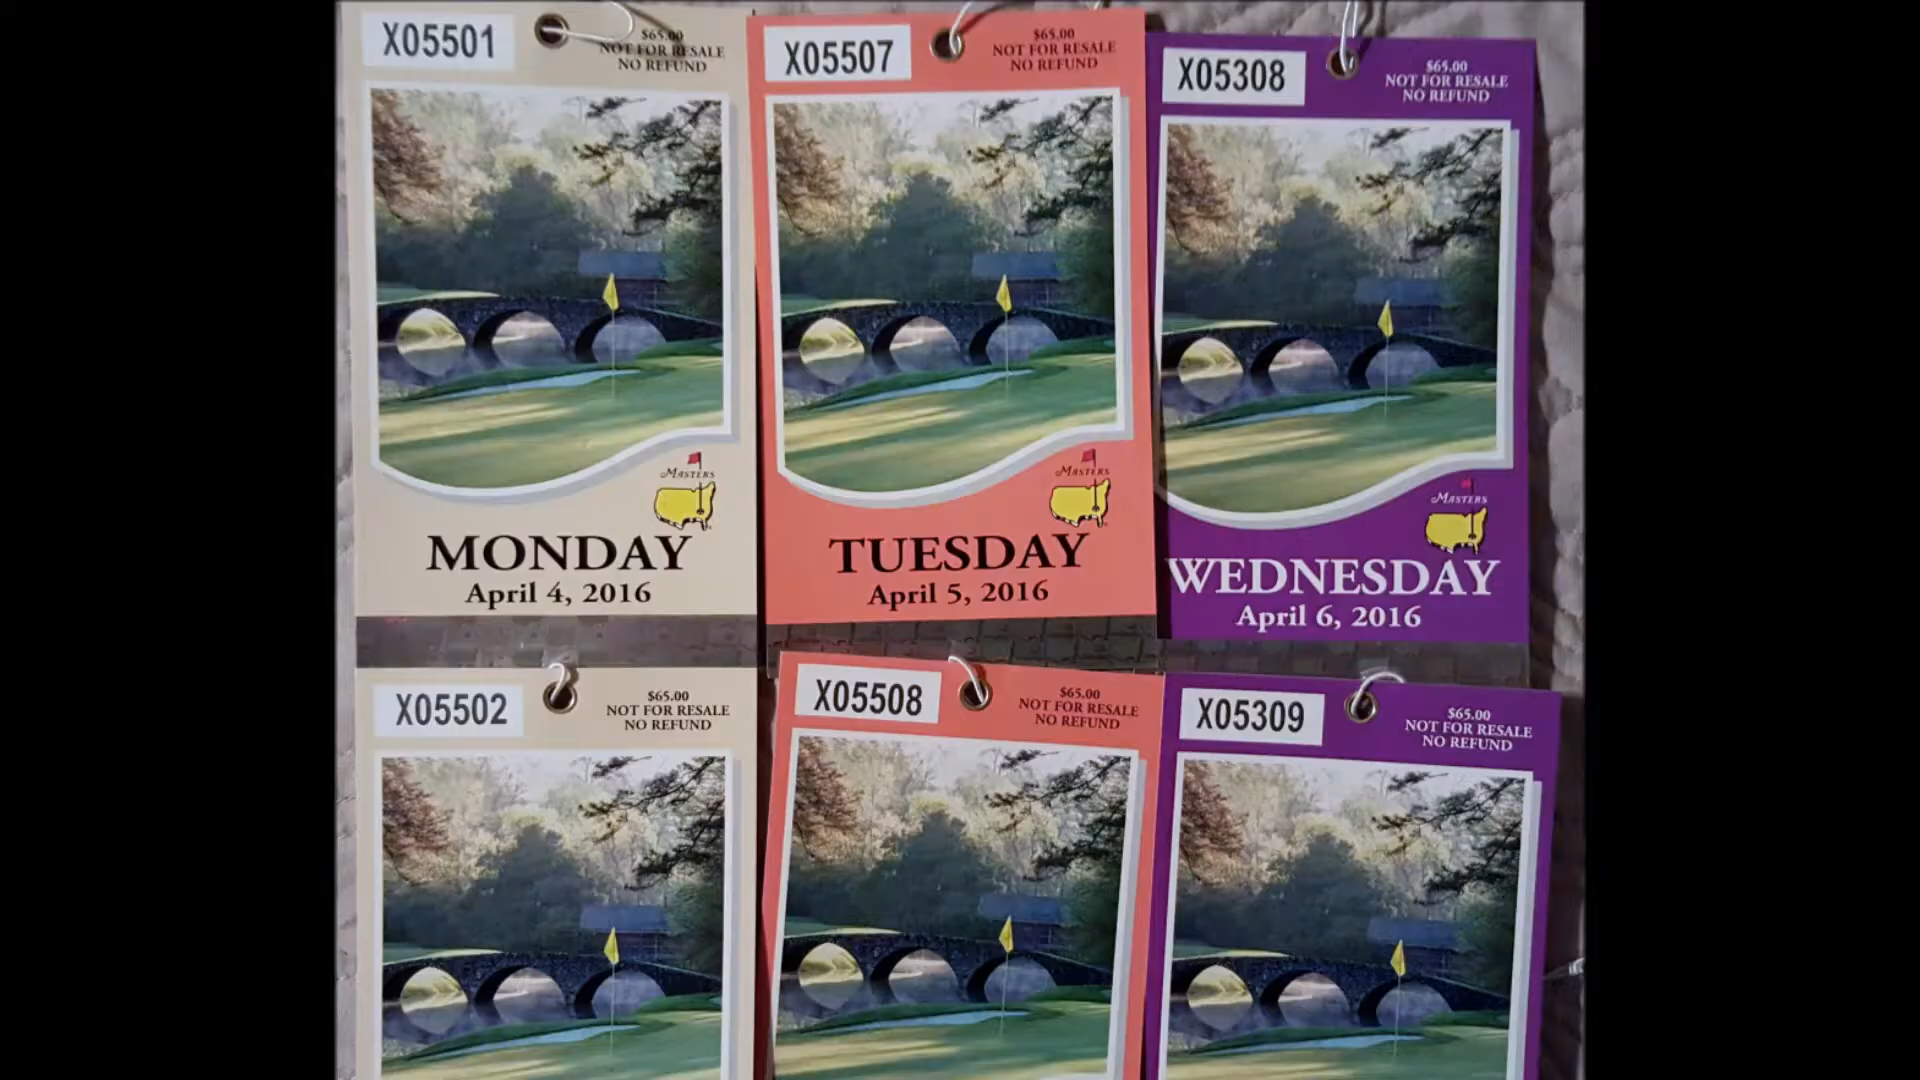 X05501
$65.00
NOT FOR RESALE
NO REFUND
MASTERS
MONDAY
April 4, 2016
X05507
$65.00
NOT FOR RESALE
NO REFUND
MASTERS
TUESDAY
April 5, 2016
X05308
$65.00
NOT FOR RESALE
NO REFUND
MASTERS
WEDNESDAY
April 6, 2016
X05502
$65.00
NOT FOR RESALE
NO REFUND
X05508
$65.00
NOT FOR RESALE
NO REFUND
X05309
$65.00
NOT FOR RESALE
NO REFUND